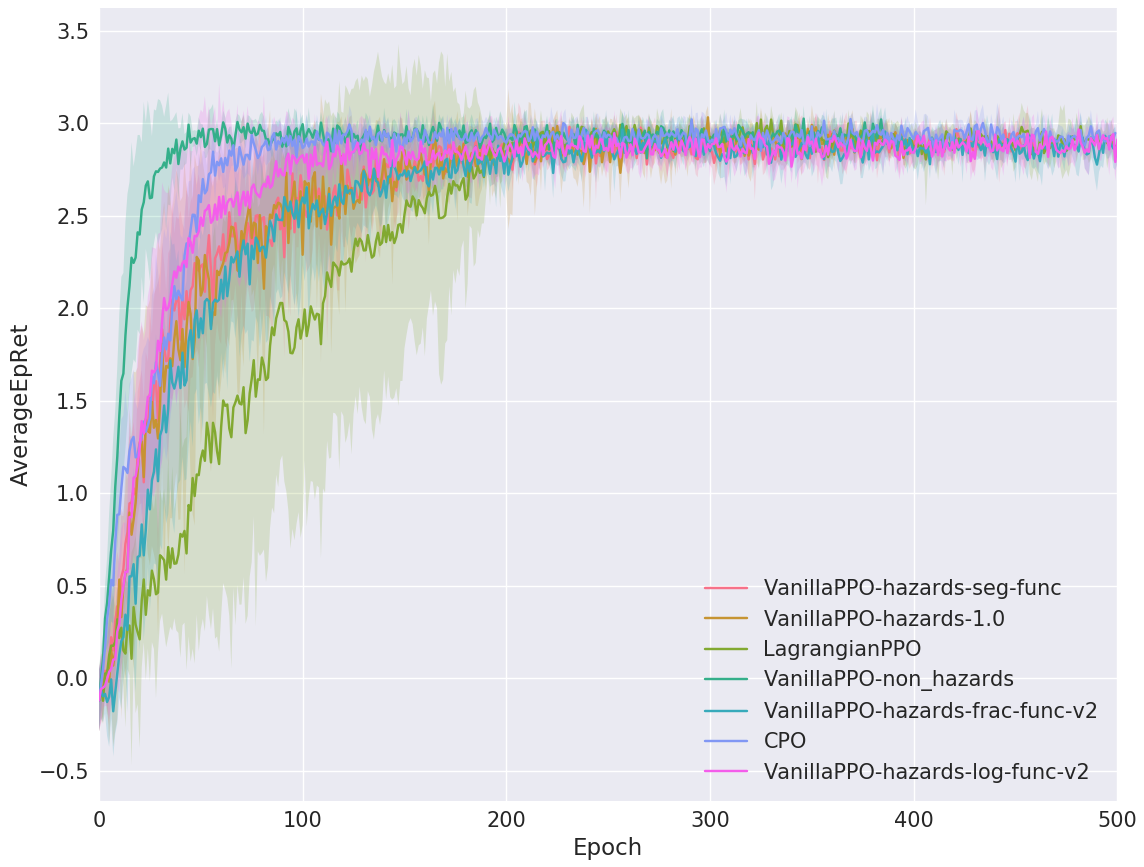 3.5
3.0
2.5
2.0
1.5
1.0
0.5
0.0
−0.5
AverageEpRet
VanillaPPO-hazards-seg-func
VanillaPPO-hazards-1.0
LagrangianPPO
VanillaPPO-non_hazards
VanillaPPO-hazards-frac-func-v2
CPO
VanillaPPO-hazards-log-func-v2
0 100 200 300 400 500
Epoch